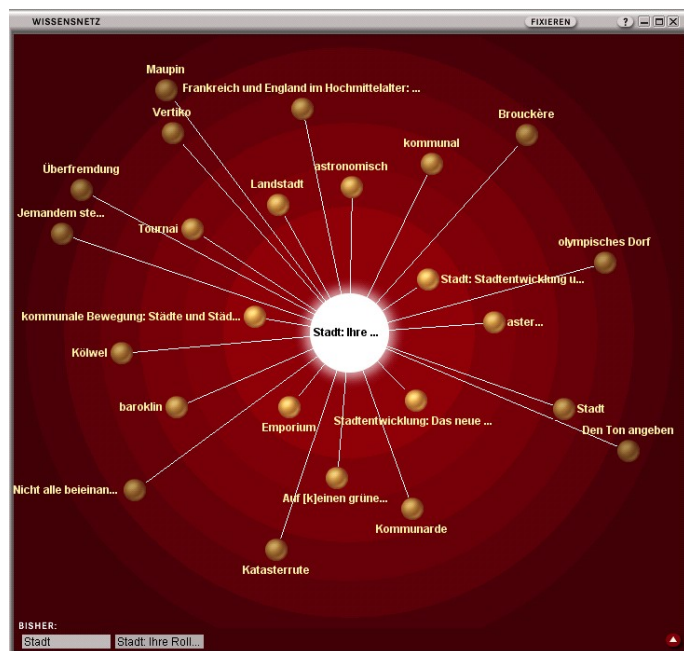 WISSENSNETZ
FIXIEREN
?
Maupin
Frankreich und England im Hochmittelalter: ...
Vertiko
Brouckère
kommunal
astronomisch
Überfremdung
Landstadt
Jemandem ste...
Tournai
olympisches Dorf
Stadt: Stadtentwicklung u...
kommunale Bewegung: Städte und Städ...
aster...
Stadt: Ihre ...
Kölwel
baroklin
Stadt
Emporium
Stadtentwicklung: Das neue ...
Den Ton angeben
Nicht alle beieinan...
Auf [k]einen grüne...
Kommunarde
Katasterrute
BISHER:
Stadt
Stadt: Ihre Roll...